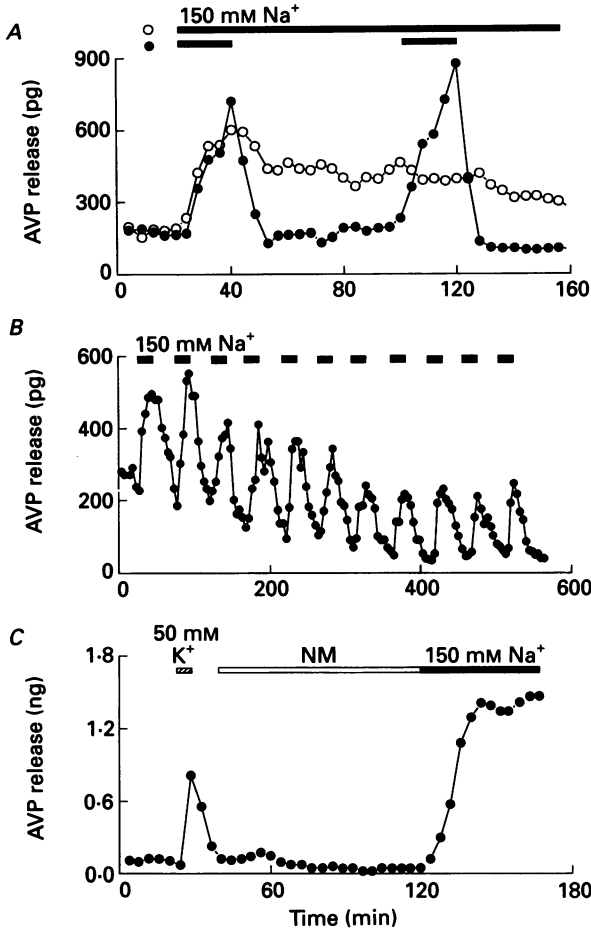 A
150 mM Na+
AVP release (pg)
900
600
300
0
0
40
80
120
160
B
150 mM Na+
AVP release (pg)
600
400
200
0
0
200
400
600
C
50 mM
K+
NM
150 mM Na+
AVP release (ng)
1·8
1·2
0·6
0·0
0
60
120
180
Time (min)